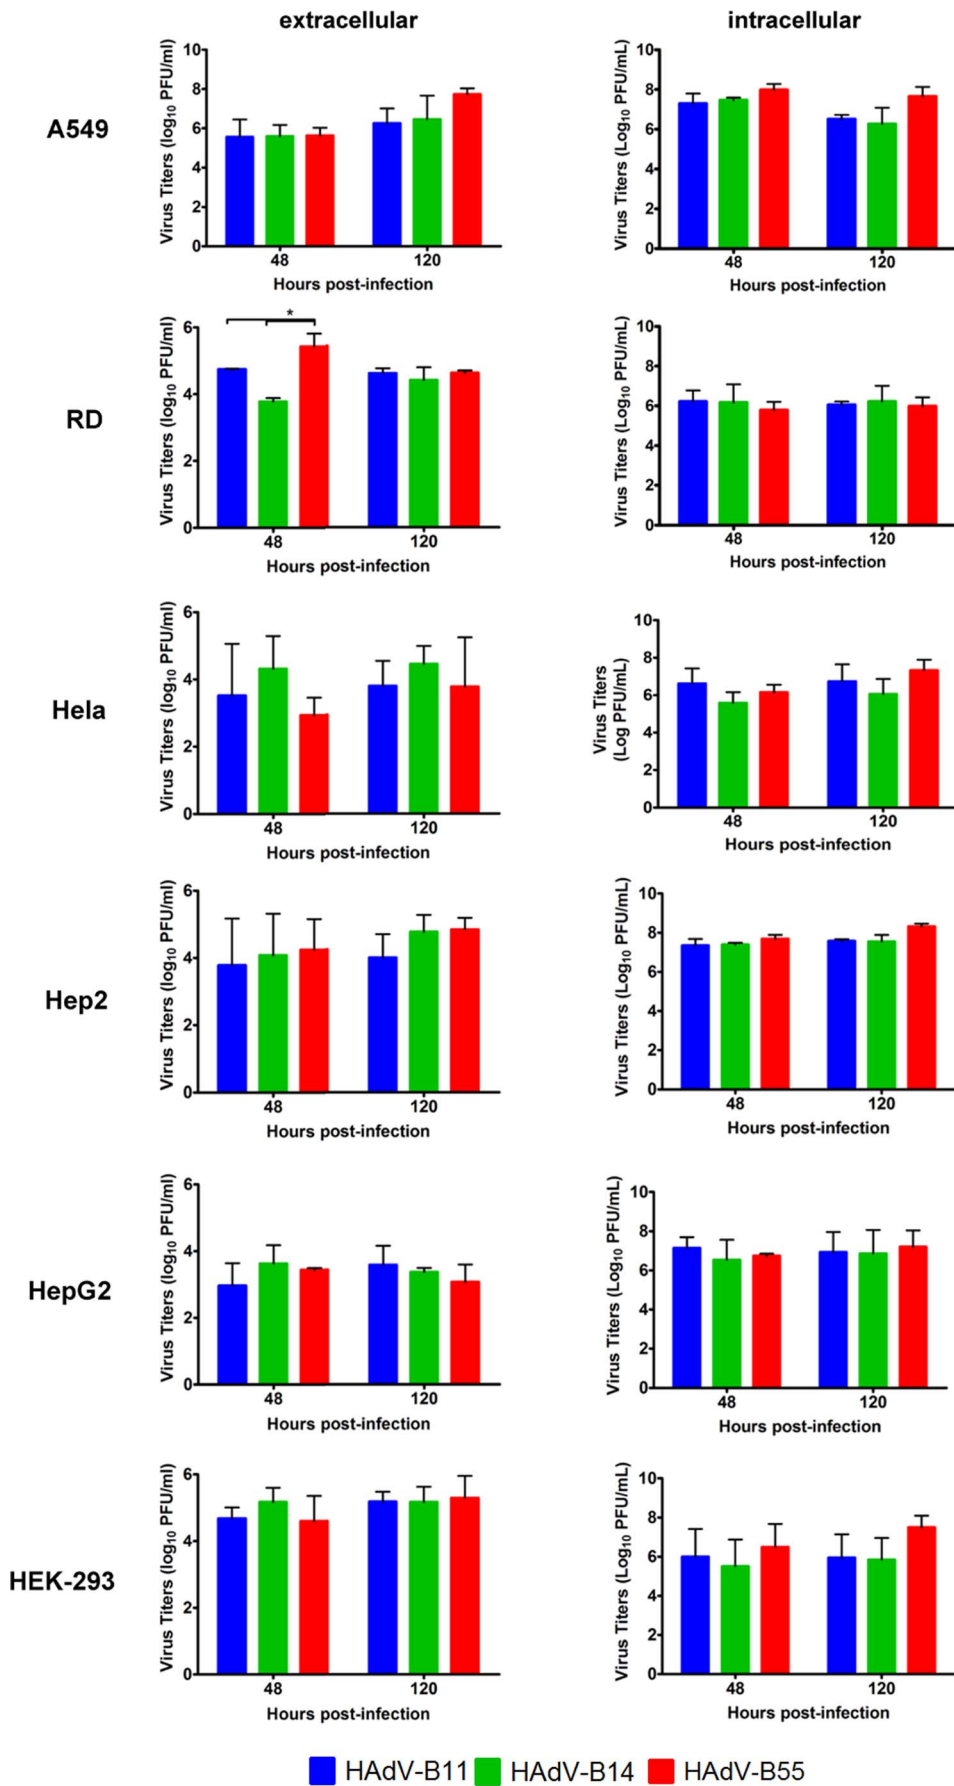 extracellular
intracellular
A549
Virus Titers (log10 PFU/ml)
10
8
6
4
2
0
48
120
Hours post-infection
Virus Titers (Log10 PFU/mL)
10
8
6
4
2
0
48
120
Hours post-infection
RD
Virus Titers (log10 PFU/ml)
6
4
2
0
*
48
120
Hours post-infection
Virus Titers (Log10 PFU/mL)
10
8
6
4
2
0
48
120
Hours post-infection
Hela
Virus Titers (log10 PFU/ml)
6
4
2
0
48
120
Hours post-infection
Virus Titers
(Log PFU/mL)
10
8
6
4
2
0
48
120
Hours post-infection
Hep2
Virus Titers (log10 PFU/ml)
6
4
2
0
48
120
Hours post-infection
Virus Titers (Log10 PFU/mL)
10
8
6
4
2
0
48
120
Hours post-infection
HepG2
Virus Titers (log10 PFU/ml)
6
4
2
0
48
120
Hours post-infection
Virus Titers (Log10 PFU/mL)
10
8
6
4
2
0
48
120
Hours post-infection
HEK-293
Virus Titers (log10 PFU/ml)
6
4
2
0
48
120
Hours post-infection
Virus Titers (Log10 PFU/mL)
10
8
6
4
2
0
48
120
Hours post-infection
HAdV-B11 HAdV-B14 HAdV-B55